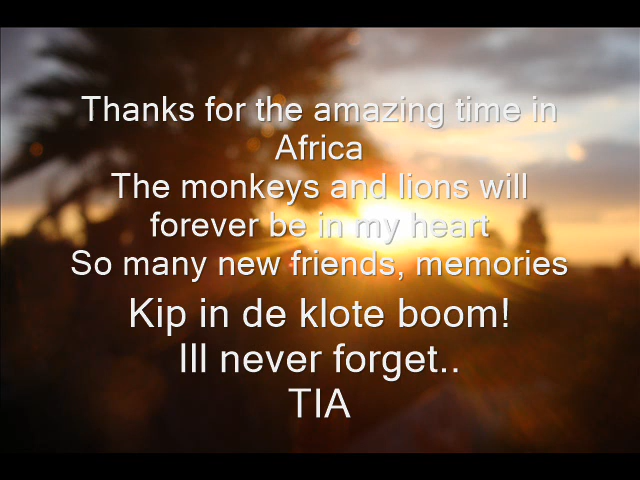 Thanks for the amazing time in
Africa
The monkeys and lions will
forever be in my heart
So many new friends, memories
Kip in de klote boom!
Ill never forget..
TIA